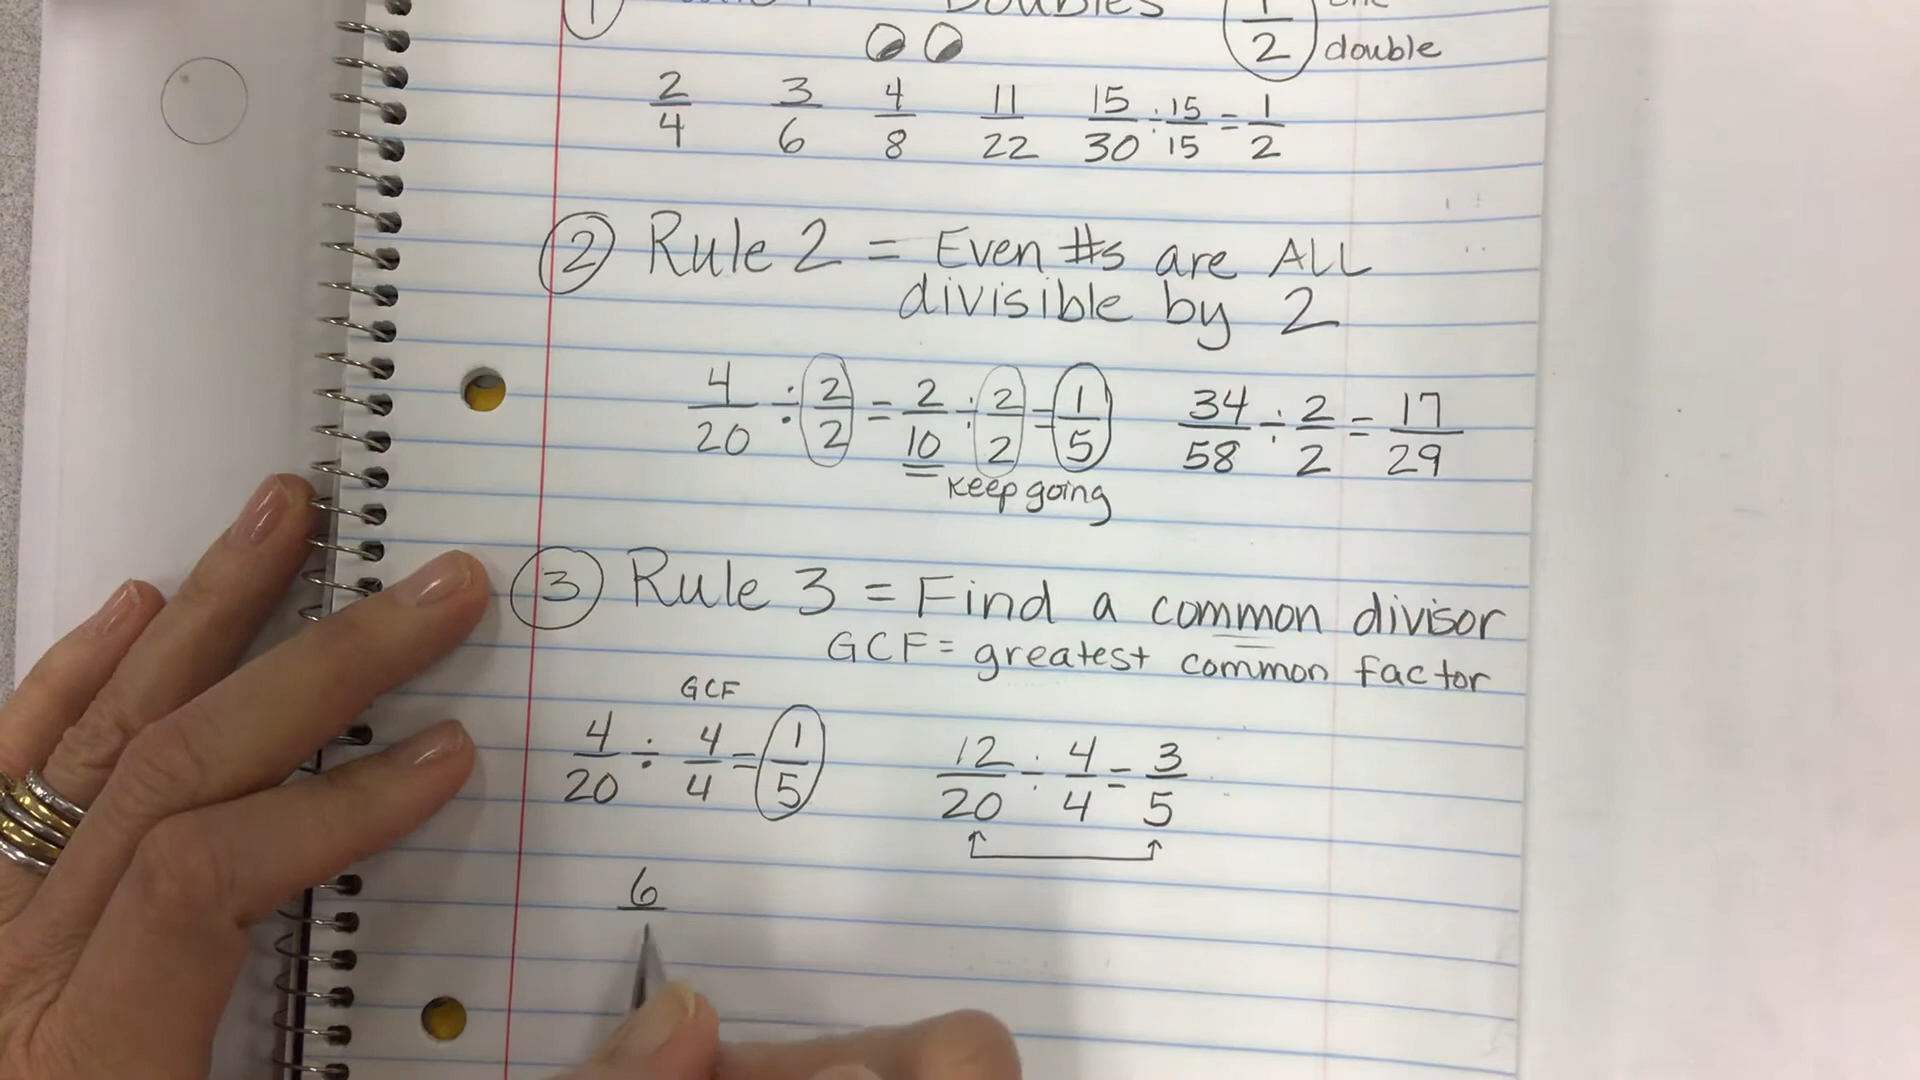 ① DOUBLES 1/2
double
2/4 3/6 4/8 11/22 15/30 ÷ 15/15 = 1/2
② Rule 2 = Even #s are ALL
divisible by 2
4/20 ÷ 2/2 = 2/10 ÷ 2/2 = 1/5 34/58 ÷ 2/2 = 17/29
keep going
③ Rule 3 = Find a common divisor
GCF = greatest common factor
GCF
4/20 ÷ 4/4 = 1/5 12/20 ÷ 4/4 = 3/5
6